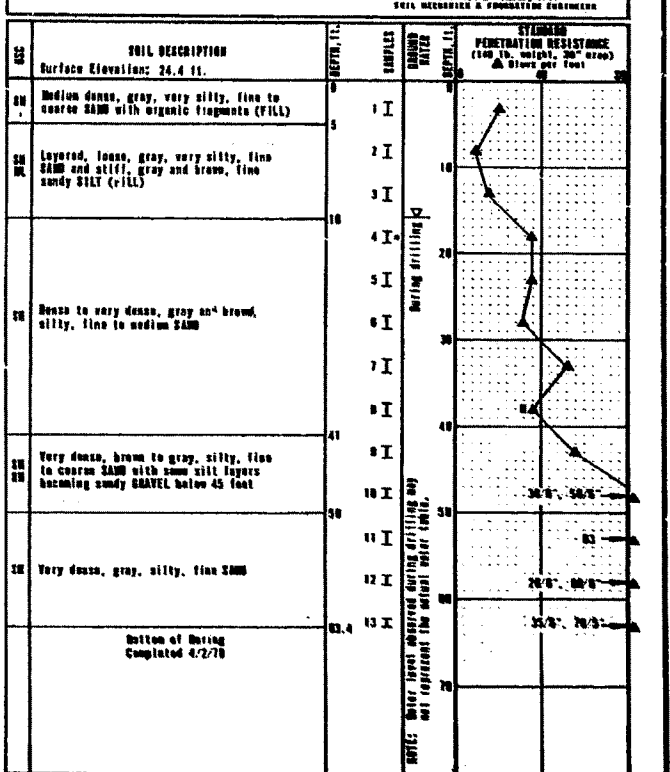 SOIL MECHANICS & FOUNDATION ENGINEERS
USC
SOIL DESCRIPTION
Surface Elevation: 24.4 ft.
DEPTH, ft.
SAMPLES
GROUND
WATER
DEPTH, ft.
STANDARD
PENETRATION RESISTANCE
(140 lb. weight, 30" drop)
▲ Blows per foot
0 40
SM
Medium dense, gray, very silty, fine to
coarse SAND with organic fragments (FILL)
1
5
SM
ML
Layered, loose, gray, very silty, fine
SAND and stiff, gray and brown, fine
sandy SILT (FILL)
2
3
10
16
SM
Dense to very dense, gray and brown,
silty, fine to medium SAND
4 *
5
6
7
8
During drilling
20
30
40
41
Very dense, brown to gray, silty, fine
to coarse SAND with some silt layers
becoming sandy GRAVEL below 45 feet
9
10
50
50
SM
Very dense, gray, silty, fine SAND
11
12
13
60
63.4
70
Bottom of Boring
Completed 4/2/78
NOTE: Water level observed during drilling may
not represent the actual water table.